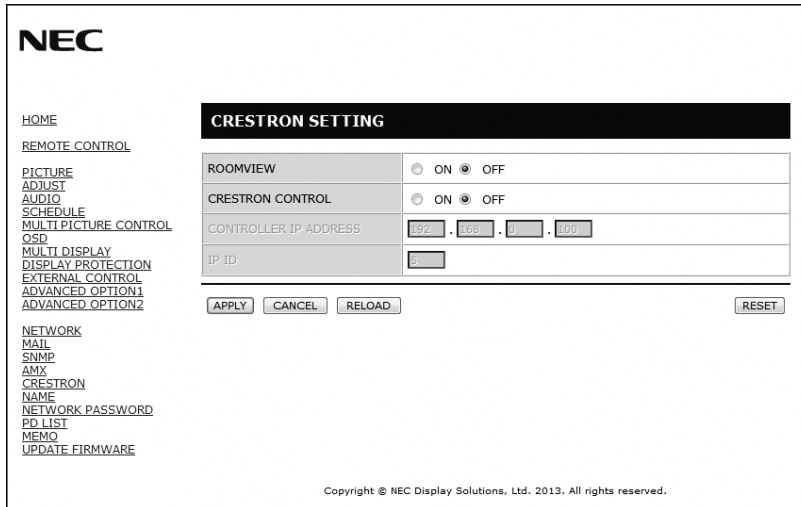 NEC
HOME
REMOTE CONTROL
PICTURE
ADJUST
AUDIO
SCHEDULE
MULTI PICTURE CONTROL
OSD
MULTI DISPLAY
DISPLAY PROTECTION
EXTERNAL CONTROL
ADVANCED OPTION1
ADVANCED OPTION2
NETWORK
MAIL
SNMP
AMX
CRESTRON
NAME
NETWORK PASSWORD
PD LIST
MEMO
UPDATE FIRMWARE
CRESTRON SETTING
ROOMVIEW ON OFF
CRESTRON CONTROL ON OFF
CONTROLLER IP ADDRESS 192 . 168 . 0 . 100
IP ID 5
APPLY CANCEL RELOAD RESET
Copyright © NEC Display Solutions, Ltd. 2013. All rights reserved.